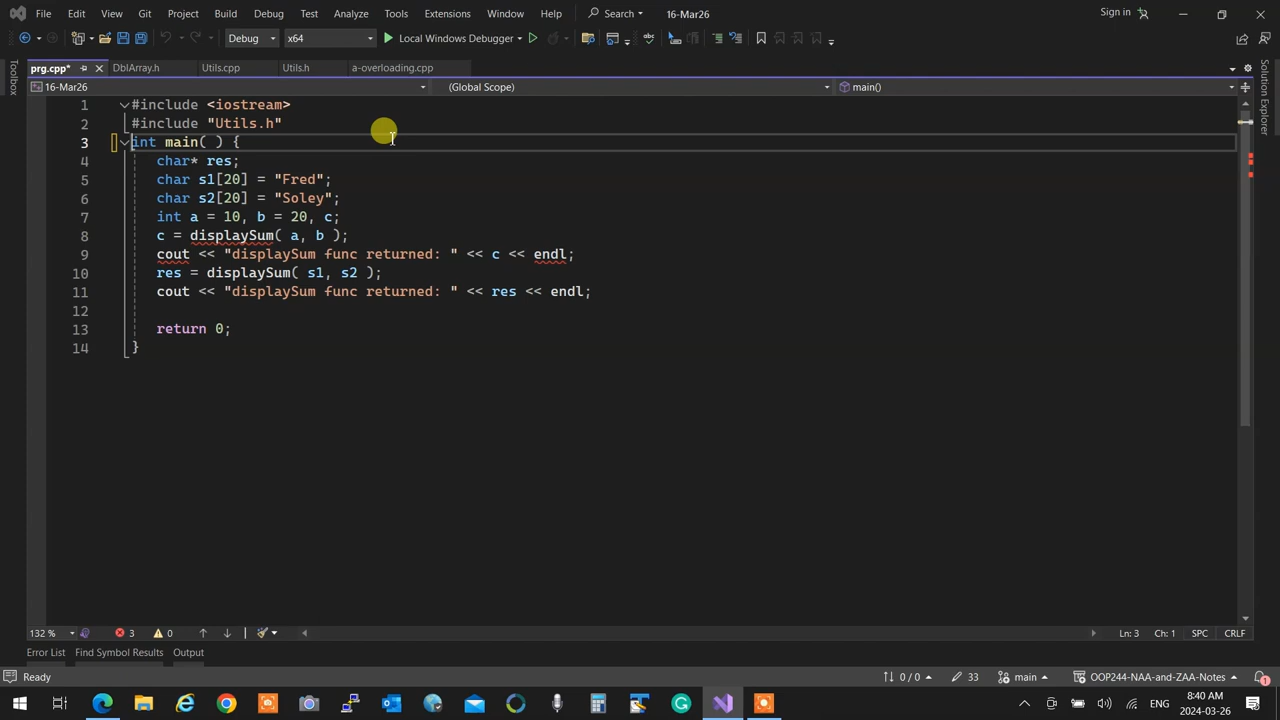 File Edit View Git Project Build Debug Test Analyze Tools Extensions Window Help Search 16-Mar26 Sign in
Debug x64 Local Windows Debugger
prg.cpp* DblArray.h Utils.cpp Utils.h a-overloading.cpp
16-Mar26 (Global Scope) main()
Toolbox
Solution Explorer
1 #include <iostream>
2 #include "Utils.h"
3 int main( ) {
4 char* res;
5 char s1[20] = "Fred";
6 char s2[20] = "Soley";
7 int a = 10, b = 20, c;
8 c = displaySum( a, b );
9 cout << "displaySum func returned: " << c << endl;
10 res = displaySum( s1, s2 );
11 cout << "displaySum func returned: " << res << endl;
12
13 return 0;
14 }
132 % 3 0 Ln: 3 Ch: 1 SPC CRLF
Error List Find Symbol Results Output
Ready 0 / 0 33 main OOP244-NAA-and-ZAA-Notes 1
ENG 8:40 AM
2024-03-26